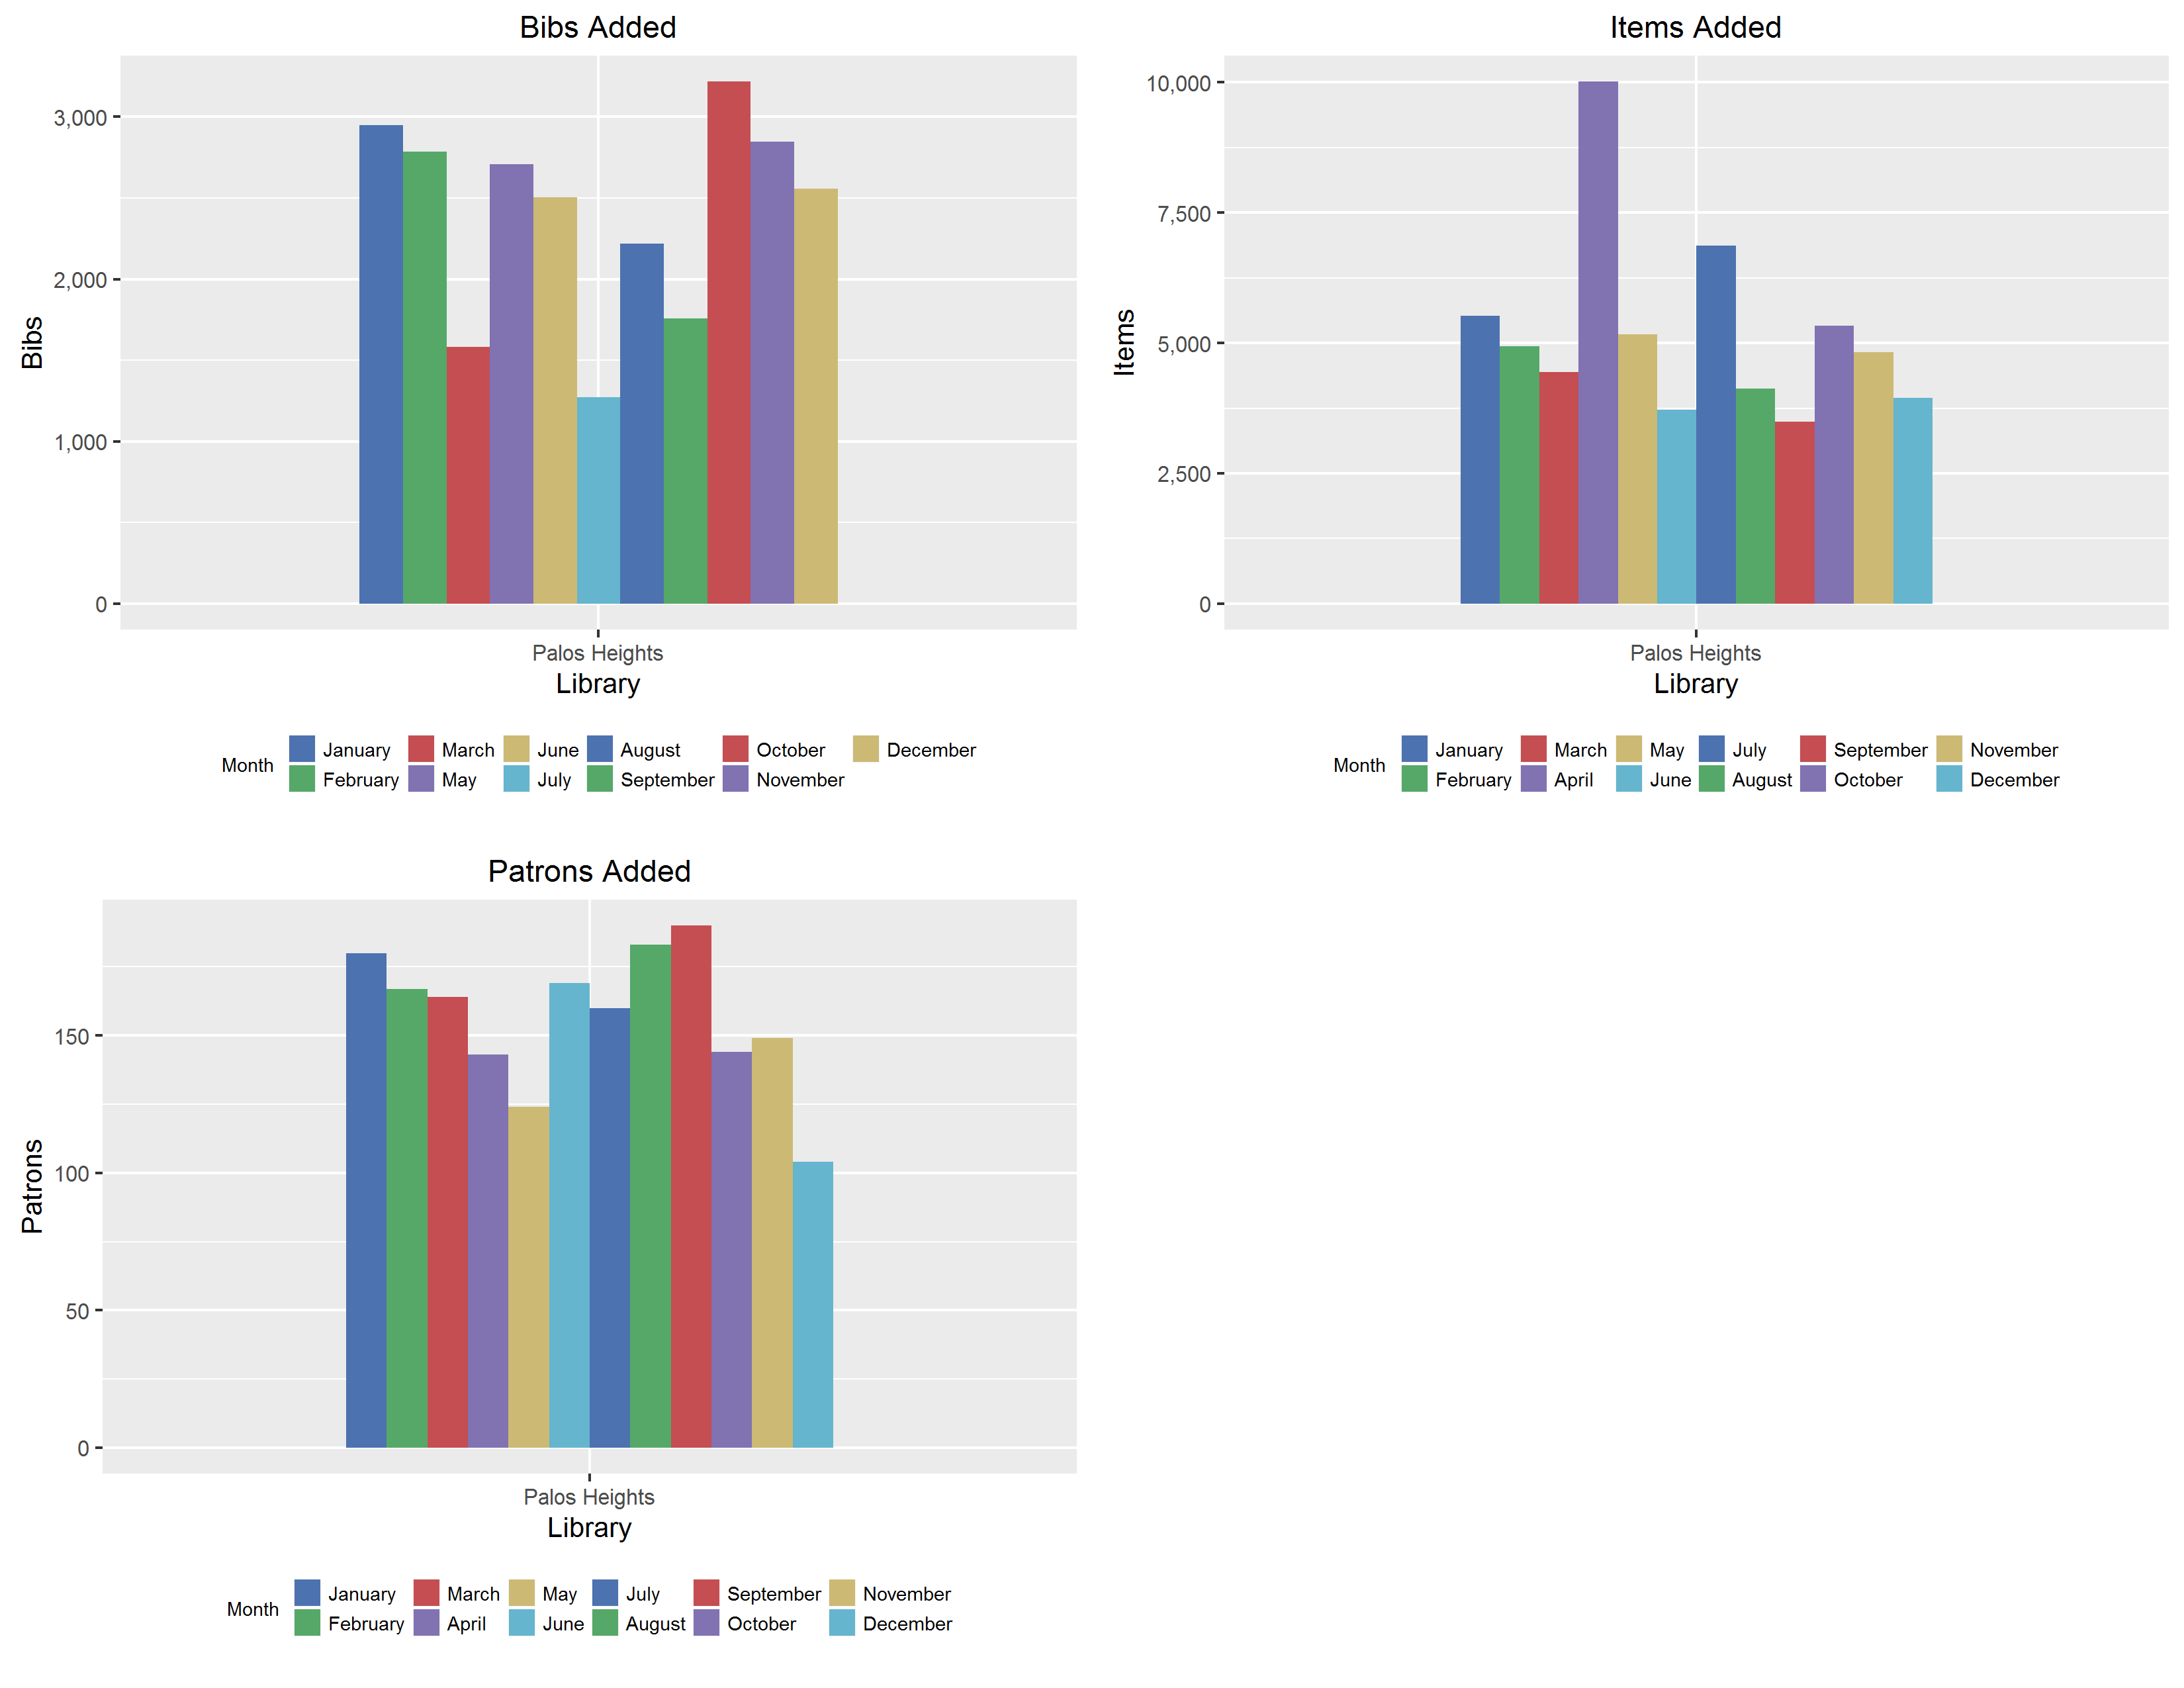 Bibs Added
3,000
2,000
1,000
0
Bibs
Palos Heights
Library
Month
January March June August October December
February May July September November
Items Added
10,000
7,500
5,000
2,500
0
Items
Palos Heights
Library
Month
January March May July September November
February April June August October December
Patrons Added
150
100
50
0
Patrons
Palos Heights
Library
Month
January March May July September November
February April June August October December